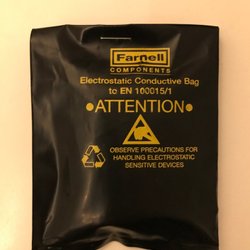 Farnell
COMPONENTS
Electrostatic Conductive Bag
to EN 100015/1
•ATTENTION•
OBSERVE PRECAUTIONS FOR
HANDLING ELECTROSTATIC
SENSITIVE DEVICES